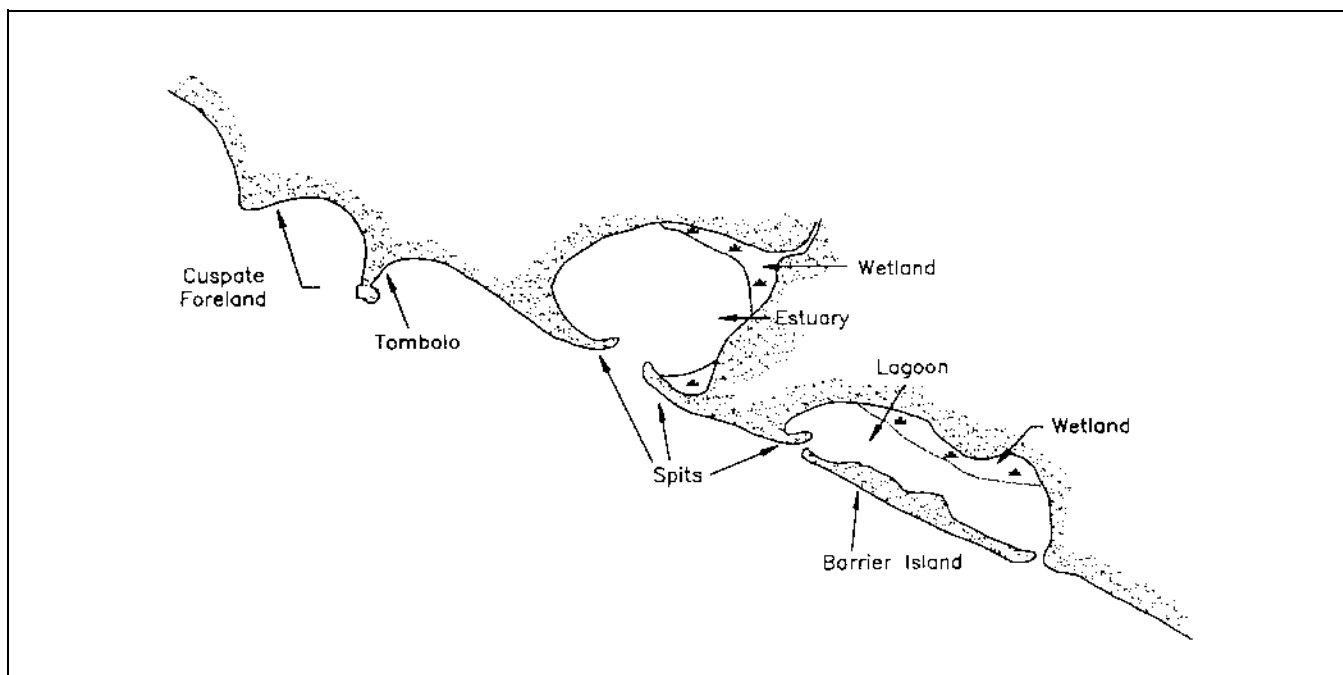 Cuspate
Foreland
Tombolo
Wetland
Estuary
Lagoon
Wetland
Spits
Barrier Island